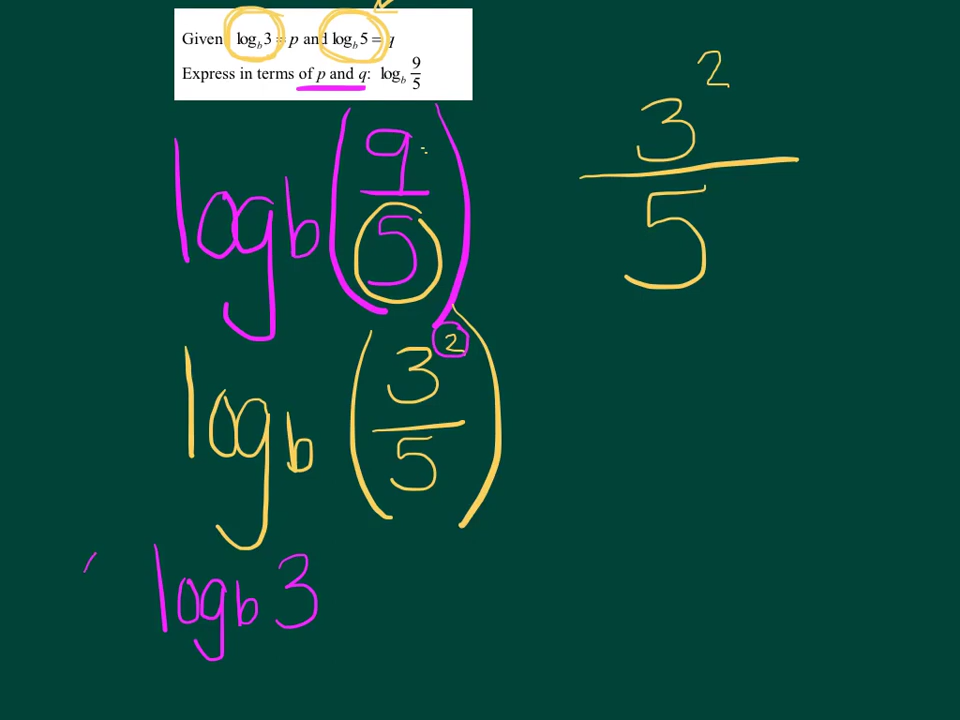 Given log_b 3 = p and log_b 5 = q
Express in terms of p and q: log_b 9/5
log_b (9/5)
3^2/5
log_b (3^2/5)
log_b 3